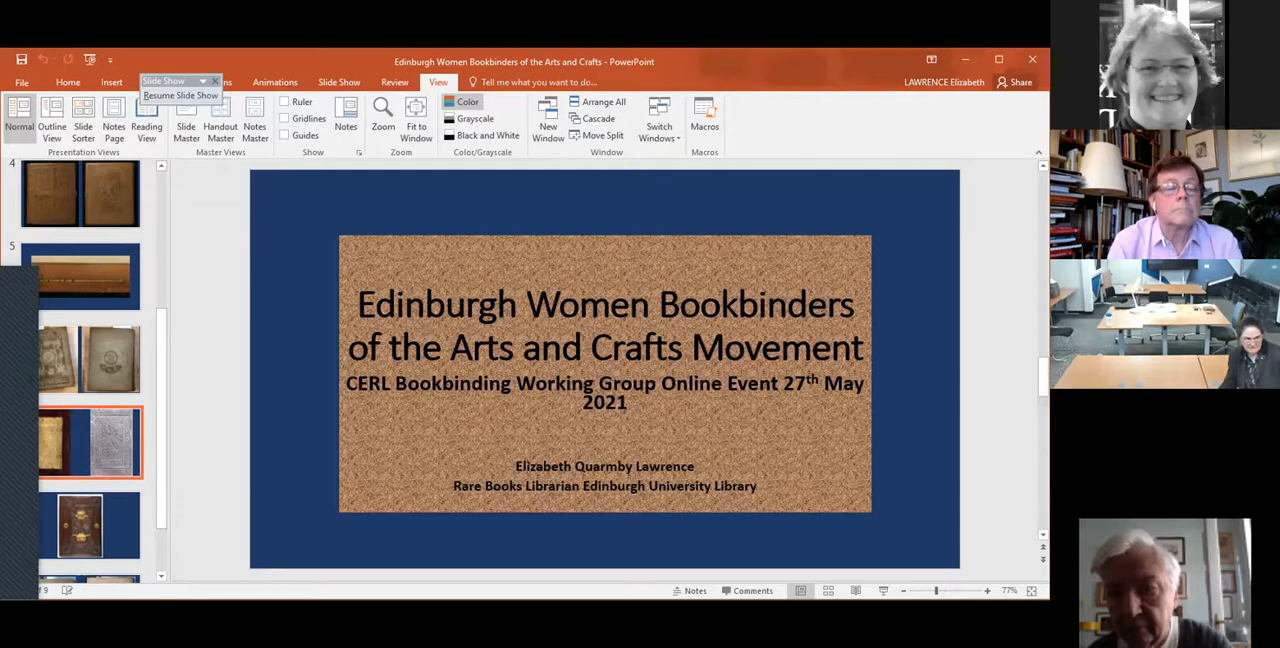 Edinburgh Women Bookbinders of the Arts and Crafts - PowerPoint
File
Home
Insert
Slide Show
Resume Slide Show
ns
Animations
Slide Show
Review
View
Tell me what you want to do...
LAWRENCE Elizabeth
Share
Normal
Outline View
Slide Sorter
Notes Page
Reading View
Presentation Views
Slide Master
Handout Master
Notes Master
Master Views
Ruler
Gridlines
Guides
Notes
Show
Zoom
Fit to Window
Zoom
Color
Grayscale
Black and White
Color/Grayscale
New Window
Arrange All
Cascade
Move Split
Switch Windows
Window
Macros
Macros
4
5
Edinburgh Women Bookbinders
of the Arts and Crafts Movement
CERL Bookbinding Working Group Online Event 27th May
2021
Elizabeth Quarmby Lawrence
Rare Books Librarian Edinburgh University Library
of 9
Notes
Comments
77%